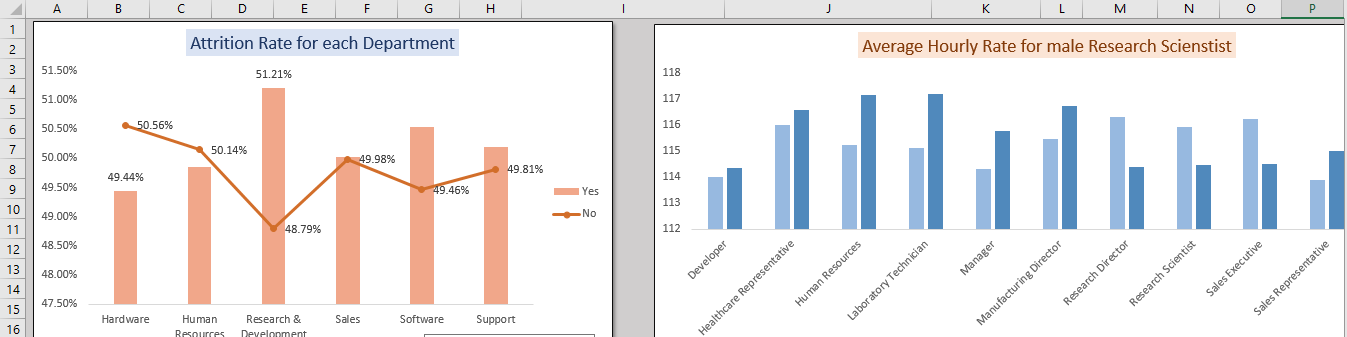 A B C D E F G H I J K L M N O P
1
2
3
4
5
6
7
8
9
10
11
12
13
14
15
16
Attrition Rate for each Department
51.50%
51.00%
50.50%
50.00%
49.50%
49.00%
48.50%
48.00%
47.50%
51.21%
50.56%
50.14%
49.98%
49.81%
49.44%
49.46%
48.79%
Yes
No
Hardware
Human
Resources
Research &
Development
Sales
Software
Support
Average Hourly Rate for male Research Scienstist
118
117
116
115
114
113
112
Developer
Healthcare Representative
Human Resources
Laboratory Technician
Manager
Manufacturing Director
Research Director
Research Scientist
Sales Executive
Sales Representative